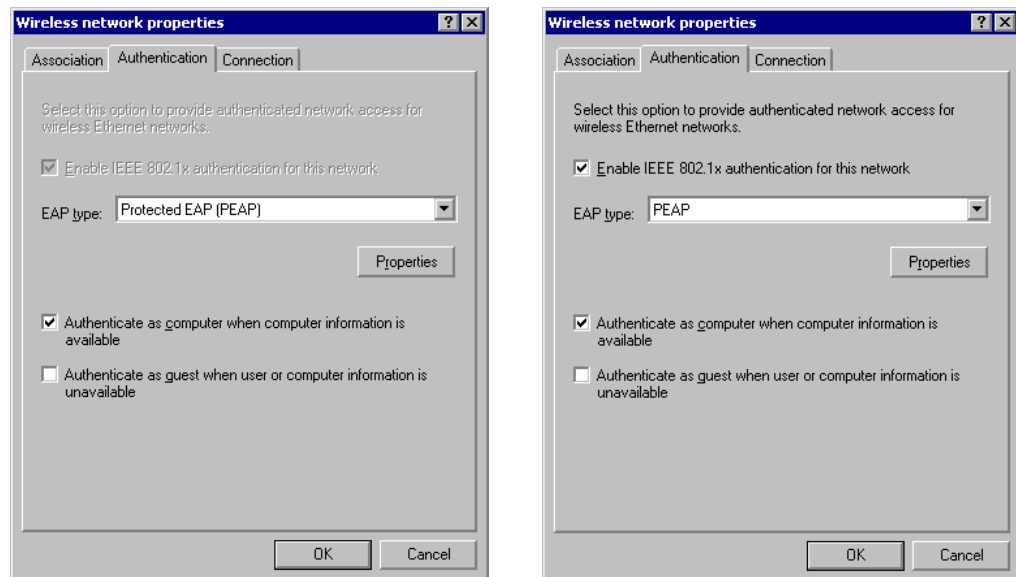 Wireless network properties
Association Authentication Connection
Select this option to provide authenticated network access for
wireless Ethernet networks.
Enable IEEE 802.1x authentication for this network
EAP type: Protected EAP (PEAP)
Properties
Authenticate as computer when computer information is
available
Authenticate as guest when user or computer information is
unavailable
OK Cancel
Wireless network properties
Association Authentication Connection
Select this option to provide authenticated network access for
wireless Ethernet networks.
Enable IEEE 802.1x authentication for this network
EAP type: PEAP
Properties
Authenticate as computer when computer information is
available
Authenticate as guest when user or computer information is
unavailable
OK Cancel